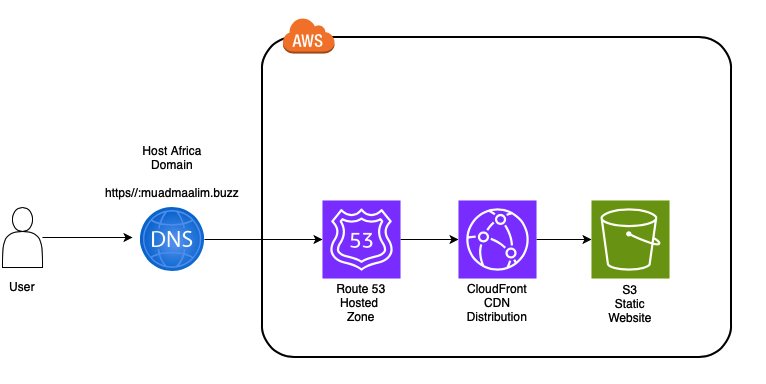 AWS
Host Africa
Domain
https//:muadmaalim.buzz
DNS
User
53
Route 53
Hosted
Zone
CloudFront
CDN
Distribution
S3
Static
Website